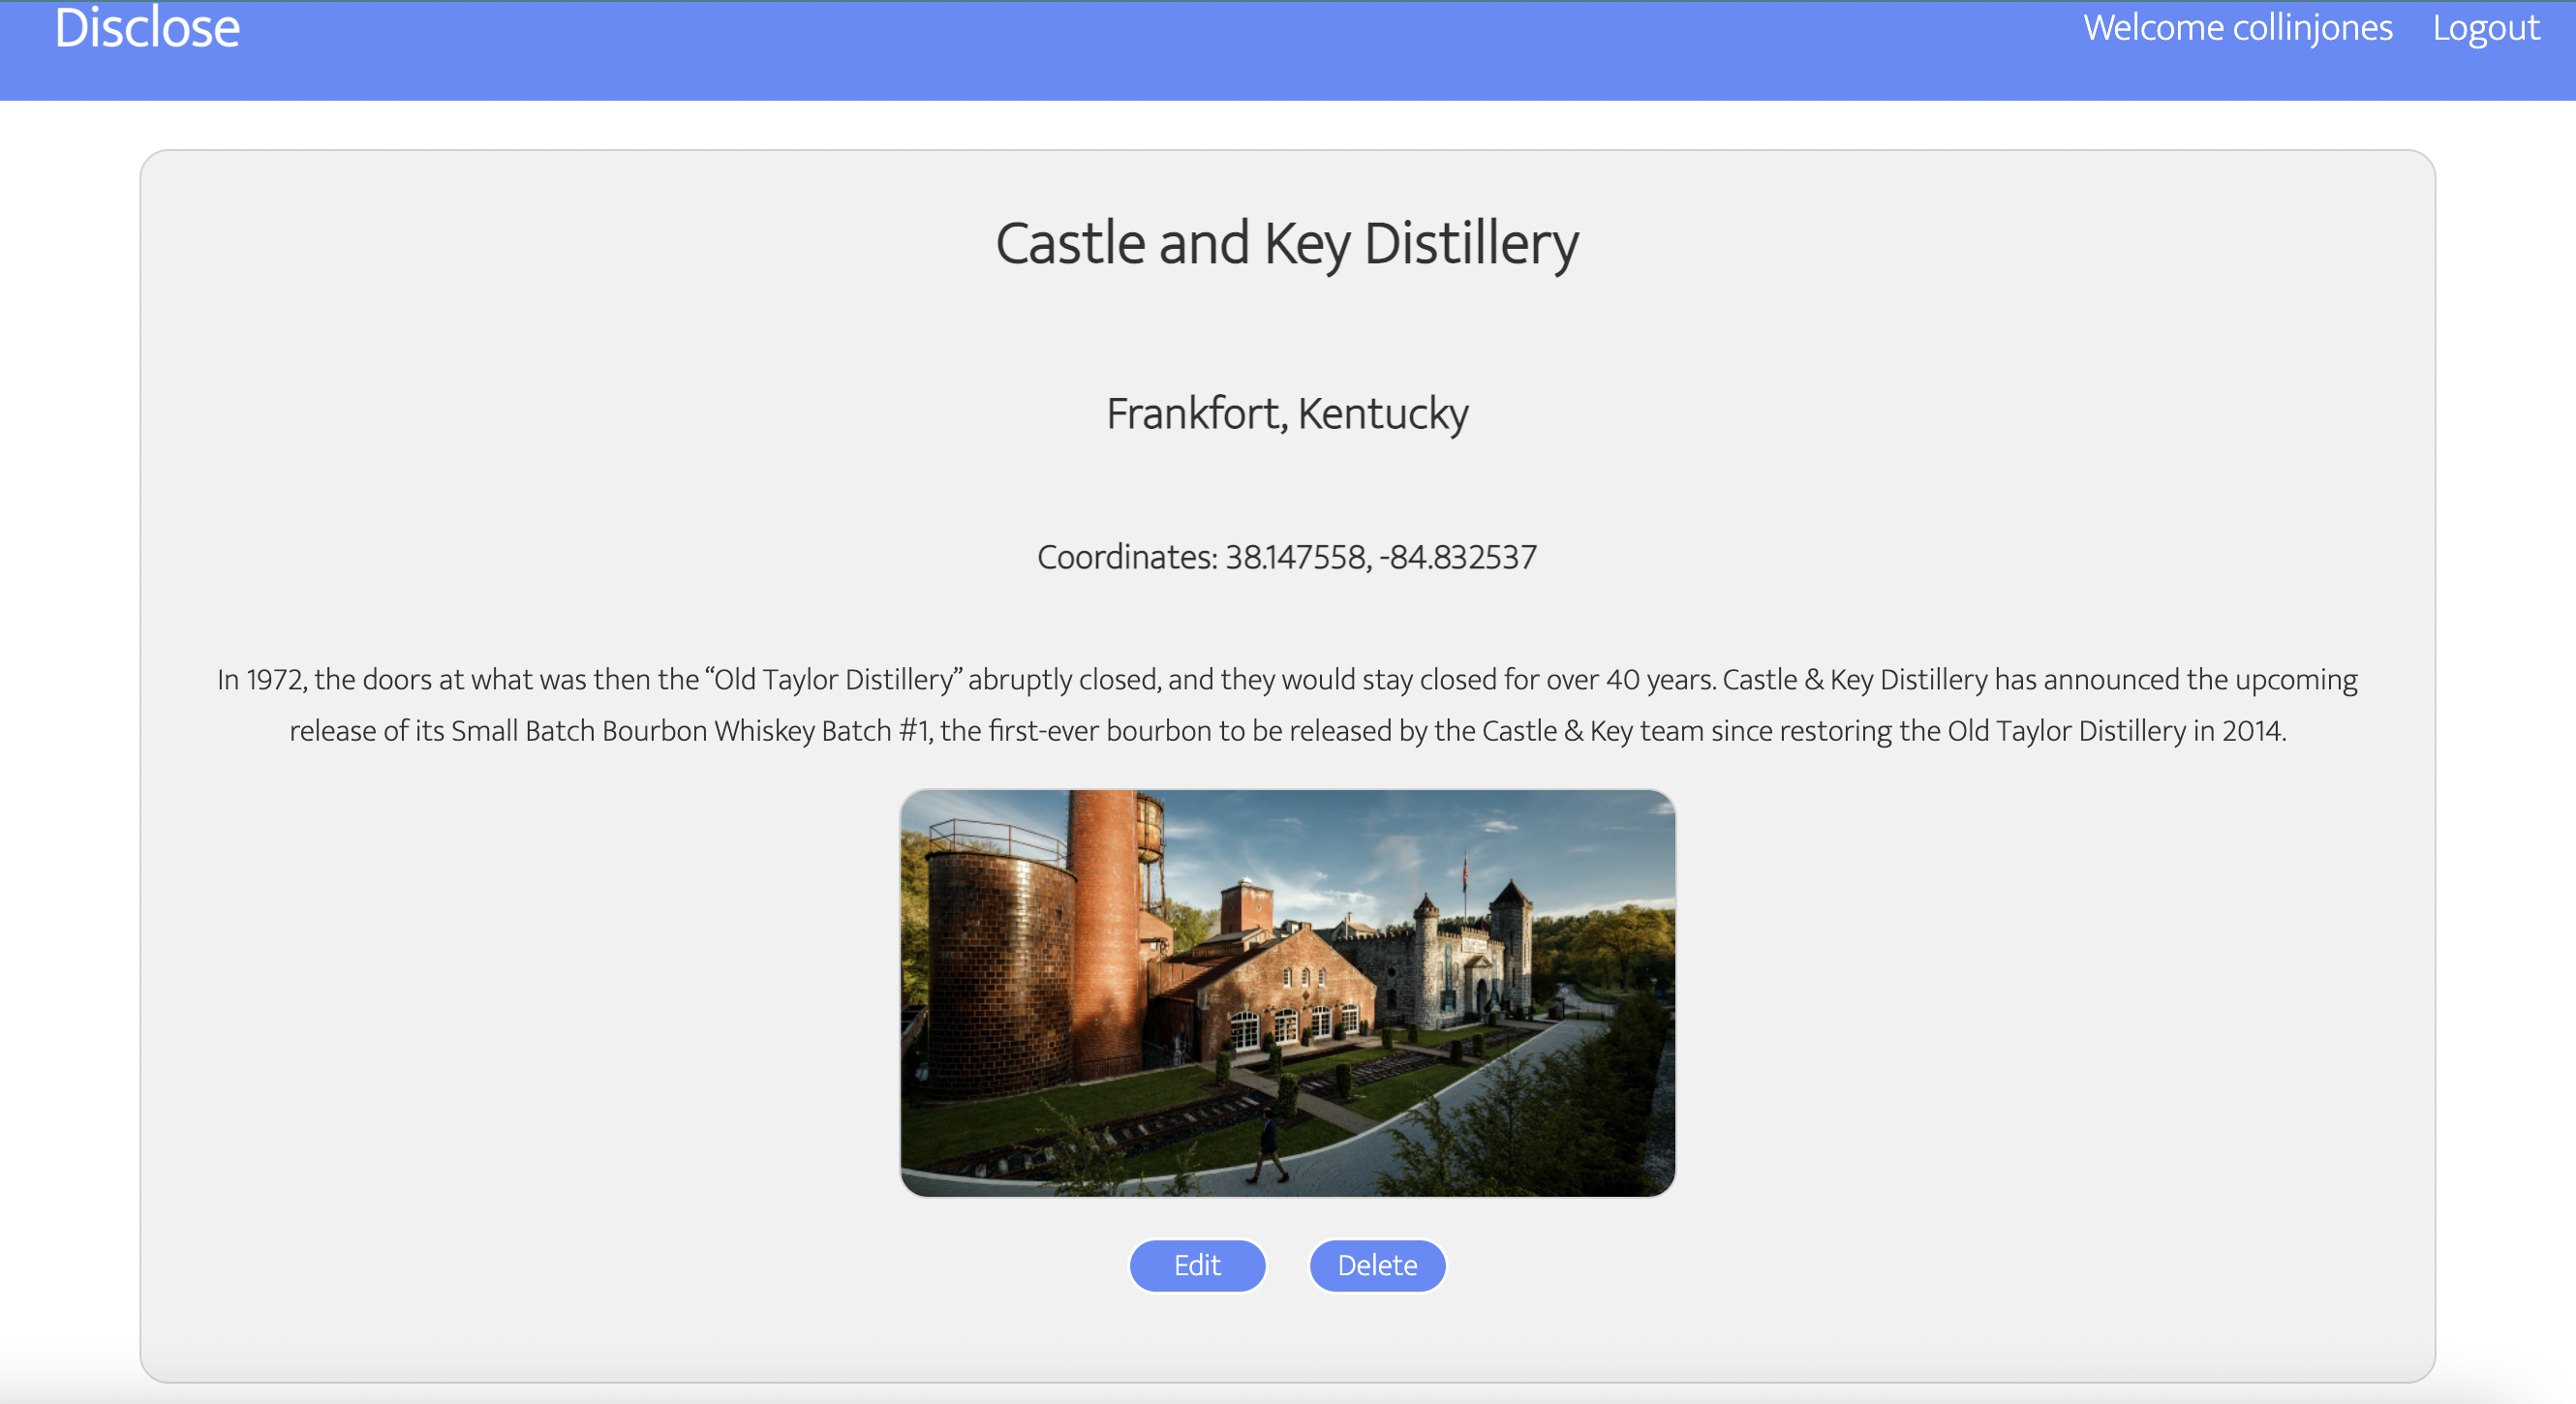 Disclose
Welcome collinjones
Logout
Castle and Key Distillery
Frankfort, Kentucky
Coordinates: 38.147558, -84.832537
In 1972, the doors at what was then the “Old Taylor Distillery” abruptly closed, and they would stay closed for over 40 years. Castle & Key Distillery has announced the upcoming
release of its Small Batch Bourbon Whiskey Batch #1, the first-ever bourbon to be released by the Castle & Key team since restoring the Old Taylor Distillery in 2014.
Edit
Delete